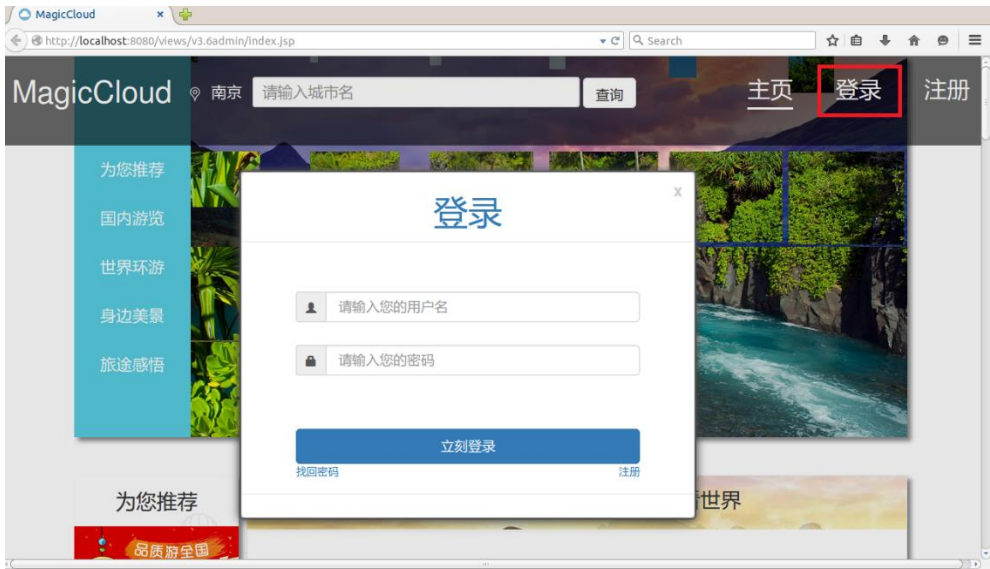 MagicCloud
http://localhost:8080/views/v3.6admin/index.jsp
Search
MagicCloud 南京 请输入城市名 查询 主页 登录 注册
为您推荐
国内游览
世界环游
身边美景
旅途感悟
登录
x
请输入您的用户名
请输入您的密码
立刻登录
找回密码 注册
为您推荐
世界
品质游全国